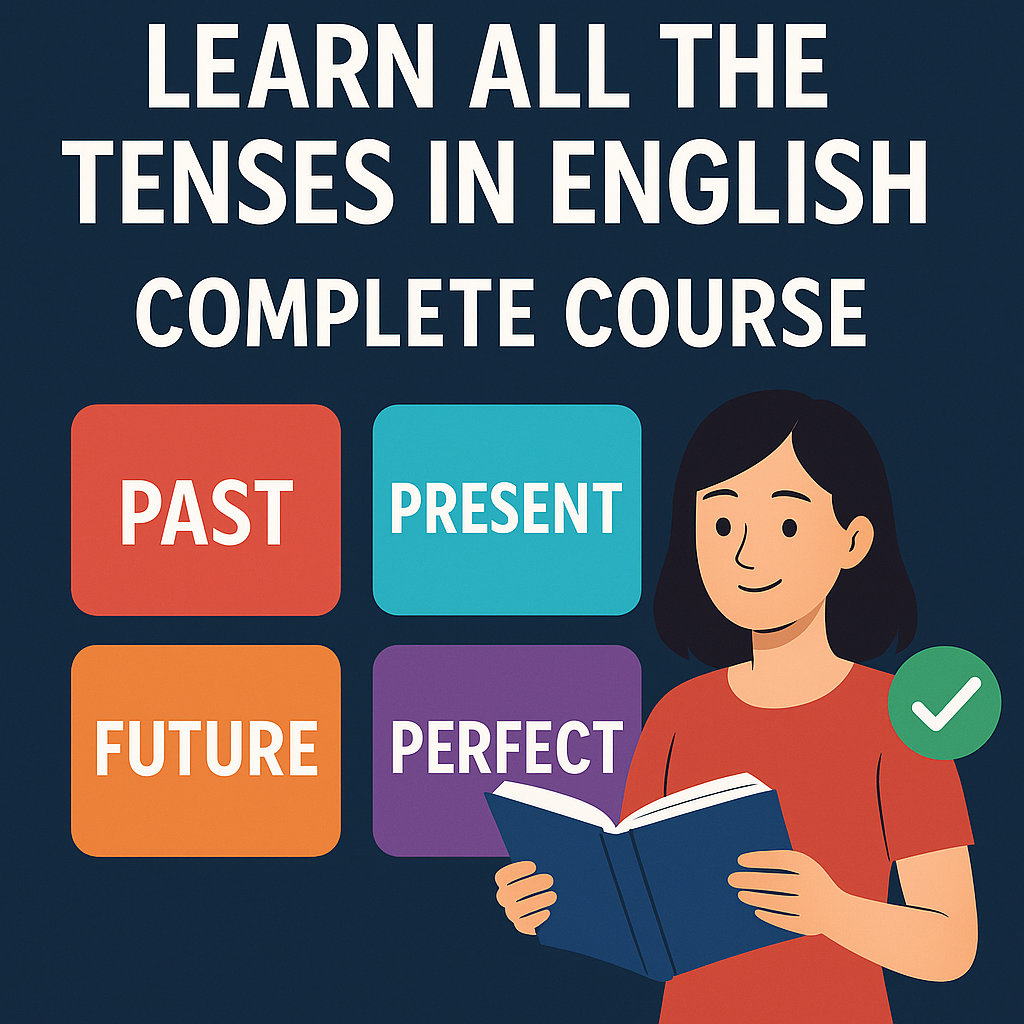 LEARN ALL THE
TENSES IN ENGLISH
COMPLETE COURSE
PAST
PRESENT
FUTURE
PERFECT